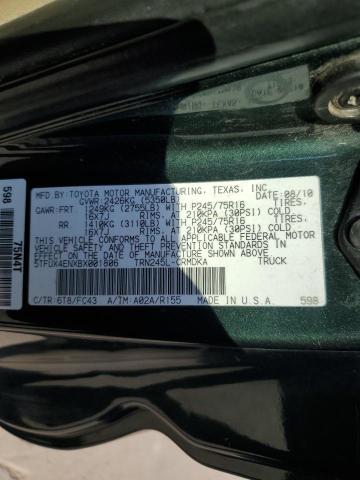 MFD.BY: TOYOTA MOTOR MANUFACTURING, TEXAS, INC.
GVWR: 2426KG (5350LB) DATE: 08/10
GAWR: FRT. 1249KG (2755LB) WITH P245/75R16
16X7J RIMS, AT 210KPA (30PSI) COLD
RR. 1410KG (3110LB) WITH P245/75R16
16X7J RIMS, AT 210KPA (30PSI) COLD
THIS VEHICLE CONFORMS TO ALL APPLICABLE FEDERAL MOTOR
VEHICLE SAFETY AND THEFT PREVENTION STANDARDS IN
EFFECT ON THE DATE OF MANUFACTURE SHOWN ABOVE.
5TFUX4ENXBX001806 TRN245L-CRMDKA TRUCK
C/TR: 6T8/FC43 A/TM: A02A/R155 MADE IN U.S.A. 598
598
75N4T